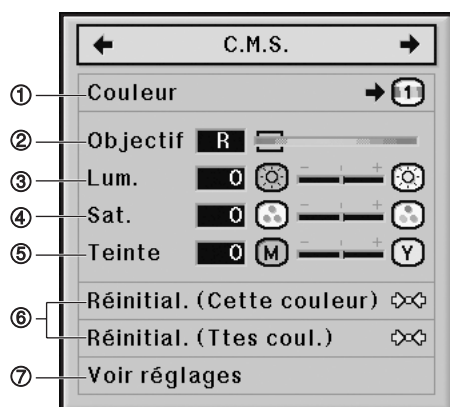 C.M.S.
① Couleur 1
② Objectif R
③ Lum. 0 - +
④ Sat. 0 - +
⑤ Teinte 0 M - + Y
⑥ Réinitial. (Cette couleur)
Réinitial. (Ttes coul.)
⑦ Voir réglages